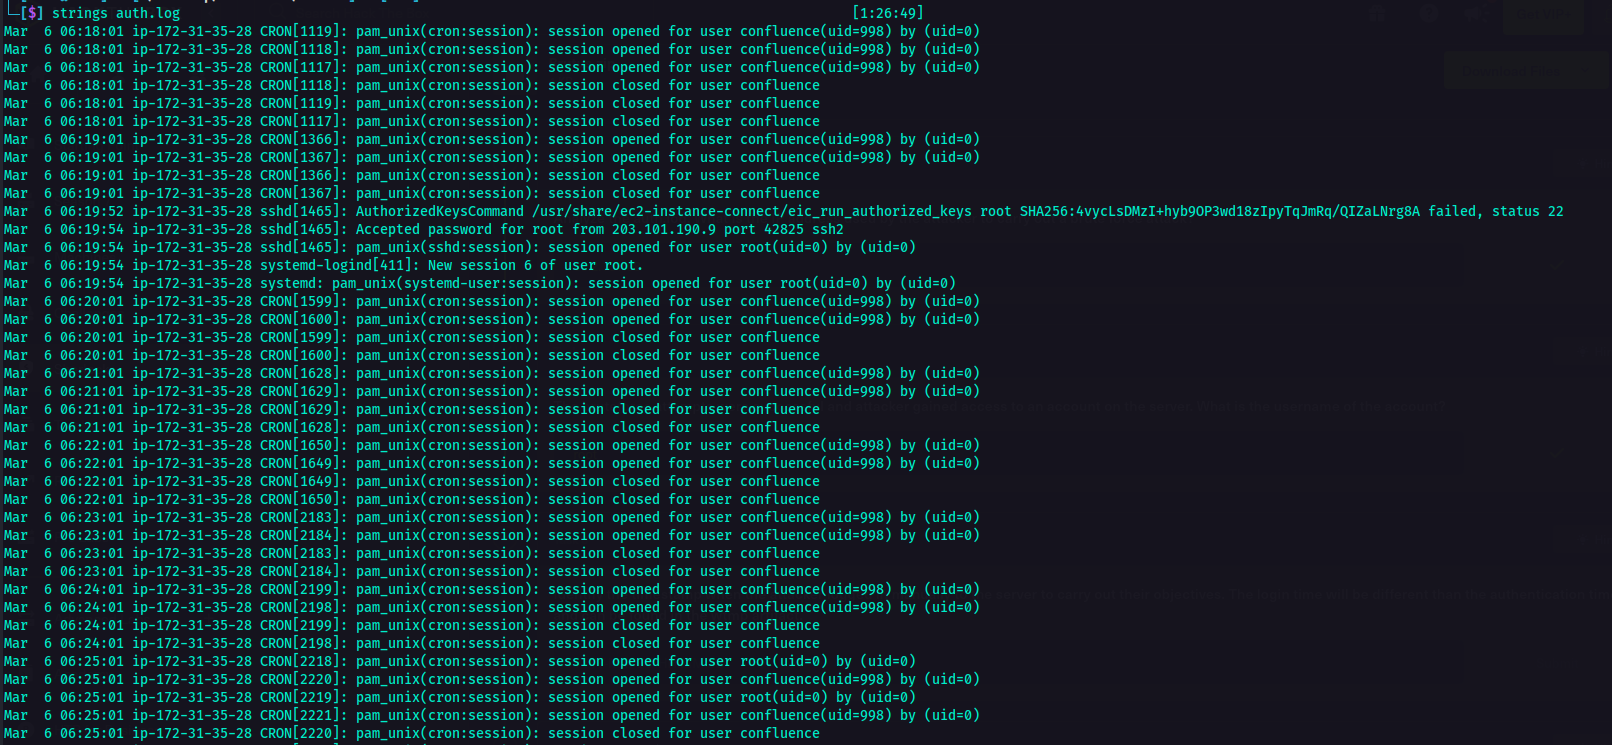 [$] strings auth.log [1:26:49]
Mar  6 06:18:01 ip-172-31-35-28 CRON[1119]: pam_unix(cron:session): session opened for user confluence(uid=998) by (uid=0)
Mar  6 06:18:01 ip-172-31-35-28 CRON[1118]: pam_unix(cron:session): session opened for user confluence(uid=998) by (uid=0)
Mar  6 06:18:01 ip-172-31-35-28 CRON[1117]: pam_unix(cron:session): session opened for user confluence(uid=998) by (uid=0)
Mar  6 06:18:01 ip-172-31-35-28 CRON[1118]: pam_unix(cron:session): session closed for user confluence
Mar  6 06:18:01 ip-172-31-35-28 CRON[1119]: pam_unix(cron:session): session closed for user confluence
Mar  6 06:18:01 ip-172-31-35-28 CRON[1117]: pam_unix(cron:session): session closed for user confluence
Mar  6 06:19:01 ip-172-31-35-28 CRON[1366]: pam_unix(cron:session): session opened for user confluence(uid=998) by (uid=0)
Mar  6 06:19:01 ip-172-31-35-28 CRON[1367]: pam_unix(cron:session): session opened for user confluence(uid=998) by (uid=0)
Mar  6 06:19:01 ip-172-31-35-28 CRON[1366]: pam_unix(cron:session): session closed for user confluence
Mar  6 06:19:01 ip-172-31-35-28 CRON[1367]: pam_unix(cron:session): session closed for user confluence
Mar  6 06:19:52 ip-172-31-35-28 sshd[1465]: AuthorizedKeysCommand /usr/share/ec2-instance-connect/eic_run_authorized_keys root SHA256:4vycLsDMzI+hyb9OP3wd18zIpyTqJmRq/QIZaLNrg8A failed, status 22
Mar  6 06:19:54 ip-172-31-35-28 sshd[1465]: Accepted password for root from 203.101.190.9 port 42825 ssh2
Mar  6 06:19:54 ip-172-31-35-28 sshd[1465]: pam_unix(sshd:session): session opened for user root(uid=0) by (uid=0)
Mar  6 06:19:54 ip-172-31-35-28 systemd-logind[411]: New session 6 of user root.
Mar  6 06:19:54 ip-172-31-35-28 systemd: pam_unix(systemd-user:session): session opened for user root(uid=0) by (uid=0)
Mar  6 06:20:01 ip-172-31-35-28 CRON[1599]: pam_unix(cron:session): session opened for user confluence(uid=998) by (uid=0)
Mar  6 06:20:01 ip-172-31-35-28 CRON[1600]: pam_unix(cron:session): session opened for user confluence(uid=998) by (uid=0)
Mar  6 06:20:01 ip-172-31-35-28 CRON[1599]: pam_unix(cron:session): session closed for user confluence
Mar  6 06:20:01 ip-172-31-35-28 CRON[1600]: pam_unix(cron:session): session closed for user confluence
Mar  6 06:21:01 ip-172-31-35-28 CRON[1628]: pam_unix(cron:session): session opened for user confluence(uid=998) by (uid=0)
Mar  6 06:21:01 ip-172-31-35-28 CRON[1629]: pam_unix(cron:session): session opened for user confluence(uid=998) by (uid=0)
Mar  6 06:21:01 ip-172-31-35-28 CRON[1629]: pam_unix(cron:session): session closed for user confluence
Mar  6 06:21:01 ip-172-31-35-28 CRON[1628]: pam_unix(cron:session): session closed for user confluence
Mar  6 06:22:01 ip-172-31-35-28 CRON[1650]: pam_unix(cron:session): session opened for user confluence(uid=998) by (uid=0)
Mar  6 06:22:01 ip-172-31-35-28 CRON[1649]: pam_unix(cron:session): session opened for user confluence(uid=998) by (uid=0)
Mar  6 06:22:01 ip-172-31-35-28 CRON[1649]: pam_unix(cron:session): session closed for user confluence
Mar  6 06:22:01 ip-172-31-35-28 CRON[1650]: pam_unix(cron:session): session closed for user confluence
Mar  6 06:23:01 ip-172-31-35-28 CRON[2183]: pam_unix(cron:session): session opened for user confluence(uid=998) by (uid=0)
Mar  6 06:23:01 ip-172-31-35-28 CRON[2184]: pam_unix(cron:session): session opened for user confluence(uid=998) by (uid=0)
Mar  6 06:23:01 ip-172-31-35-28 CRON[2183]: pam_unix(cron:session): session closed for user confluence
Mar  6 06:23:01 ip-172-31-35-28 CRON[2184]: pam_unix(cron:session): session closed for user confluence
Mar  6 06:24:01 ip-172-31-35-28 CRON[2199]: pam_unix(cron:session): session opened for user confluence(uid=998) by (uid=0)
Mar  6 06:24:01 ip-172-31-35-28 CRON[2198]: pam_unix(cron:session): session opened for user confluence(uid=998) by (uid=0)
Mar  6 06:24:01 ip-172-31-35-28 CRON[2199]: pam_unix(cron:session): session closed for user confluence
Mar  6 06:24:01 ip-172-31-35-28 CRON[2198]: pam_unix(cron:session): session closed for user confluence
Mar  6 06:25:01 ip-172-31-35-28 CRON[2218]: pam_unix(cron:session): session opened for user root(uid=0) by (uid=0)
Mar  6 06:25:01 ip-172-31-35-28 CRON[2220]: pam_unix(cron:session): session opened for user confluence(uid=998) by (uid=0)
Mar  6 06:25:01 ip-172-31-35-28 CRON[2219]: pam_unix(cron:session): session opened for user root(uid=0) by (uid=0)
Mar  6 06:25:01 ip-172-31-35-28 CRON[2221]: pam_unix(cron:session): session opened for user confluence(uid=998) by (uid=0)
Mar  6 06:25:01 ip-172-31-35-28 CRON[2220]: pam_unix(cron:session): session closed for user confluence